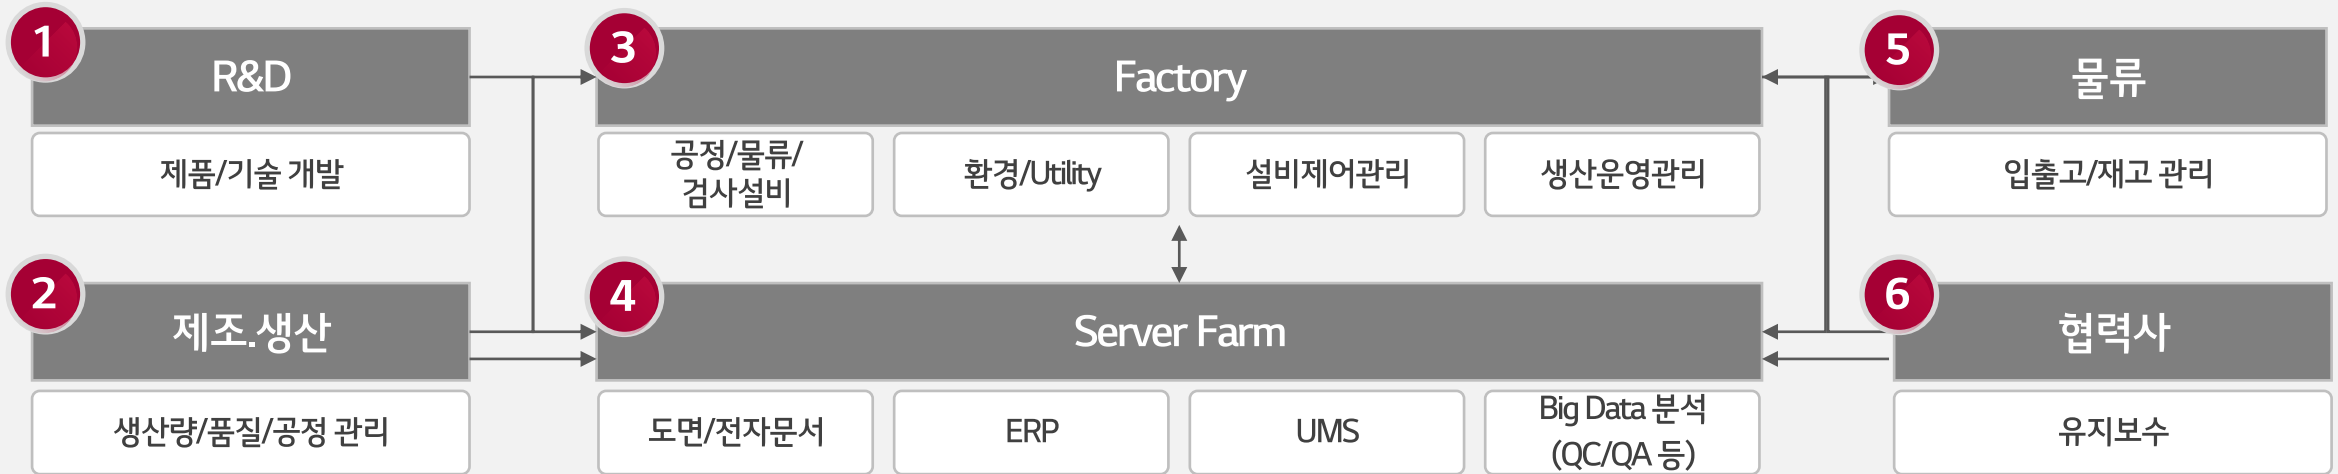 1
R&D
제품/기술 개발
2
제조.생산
생산량/품질/공정 관리
3
Factory
공정/물류/
검사설비
환경/Utility
설비제어관리
생산운영관리
4
Server Farm
도면/전자문서
ERP
UMS
Big Data 분석
(QC/QA 등)
5
물류
입출고/재고 관리
6
협력사
유지보수